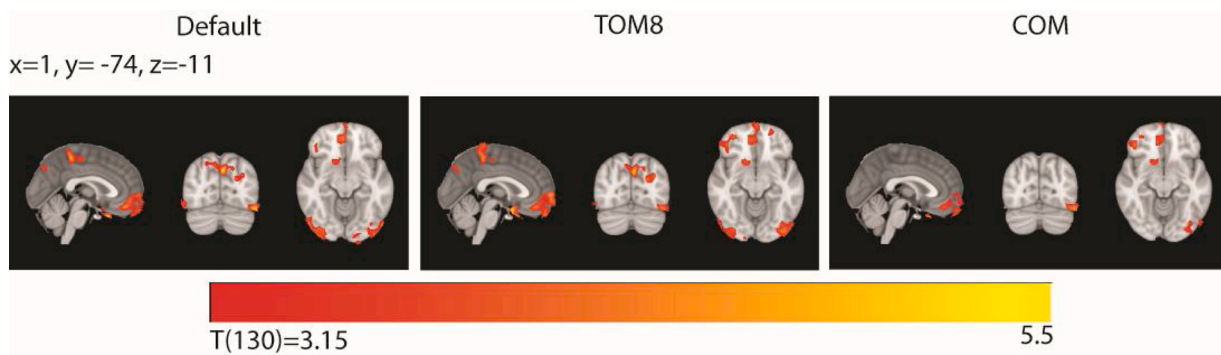 Default
TOM8
COM
x=1, y= -74, z=-11
T(130)=3.15
5.5